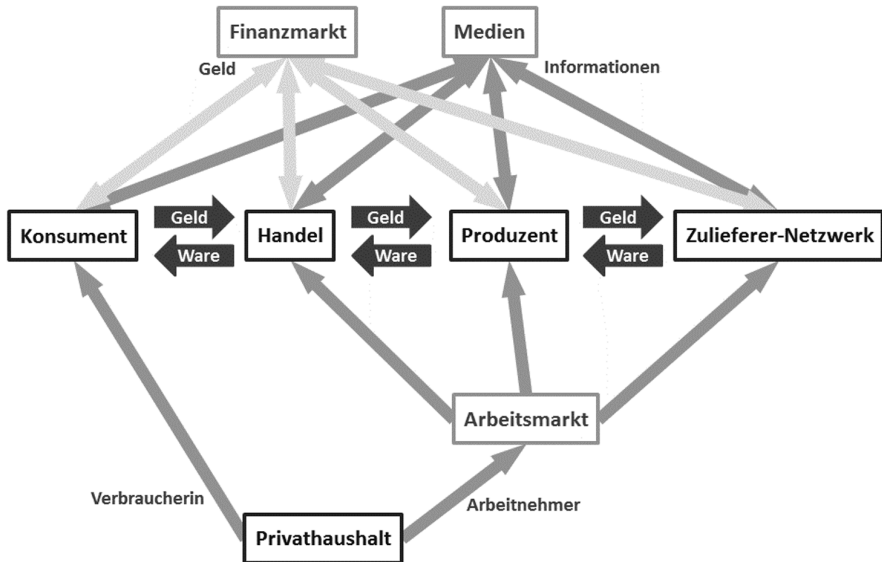 Finanzmarkt
Medien
Geld
Informationen
Konsument
Geld
Ware
Handel
Geld
Ware
Produzent
Geld
Ware
Zulieferer-Netzwerk
Arbeitsmarkt
Verbraucherin
Arbeitnehmer
Privathaushalt